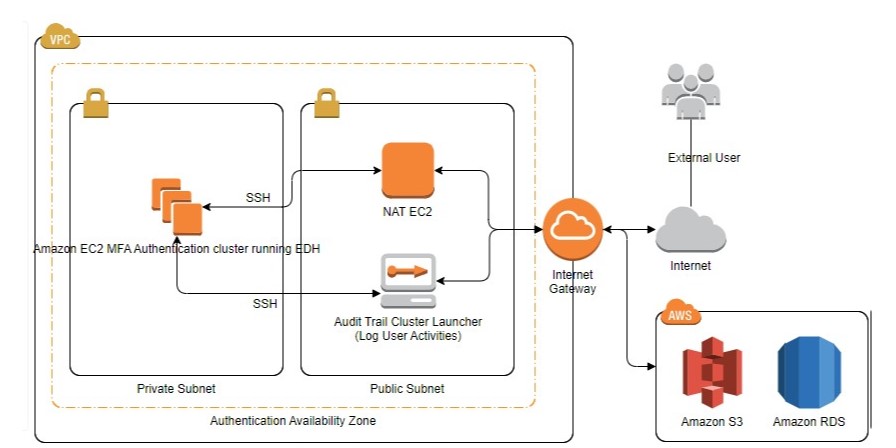 VPC
External User
SSH
NAT EC2
Amazon EC2 MFA Authentication cluster running EDH
Internet
Internet
Gateway
SSH
Audit Trail Cluster Launcher
(Log User Activities)
AWS
Private Subnet
Public Subnet
Authentication Availability Zone
Amazon S3
Amazon RDS